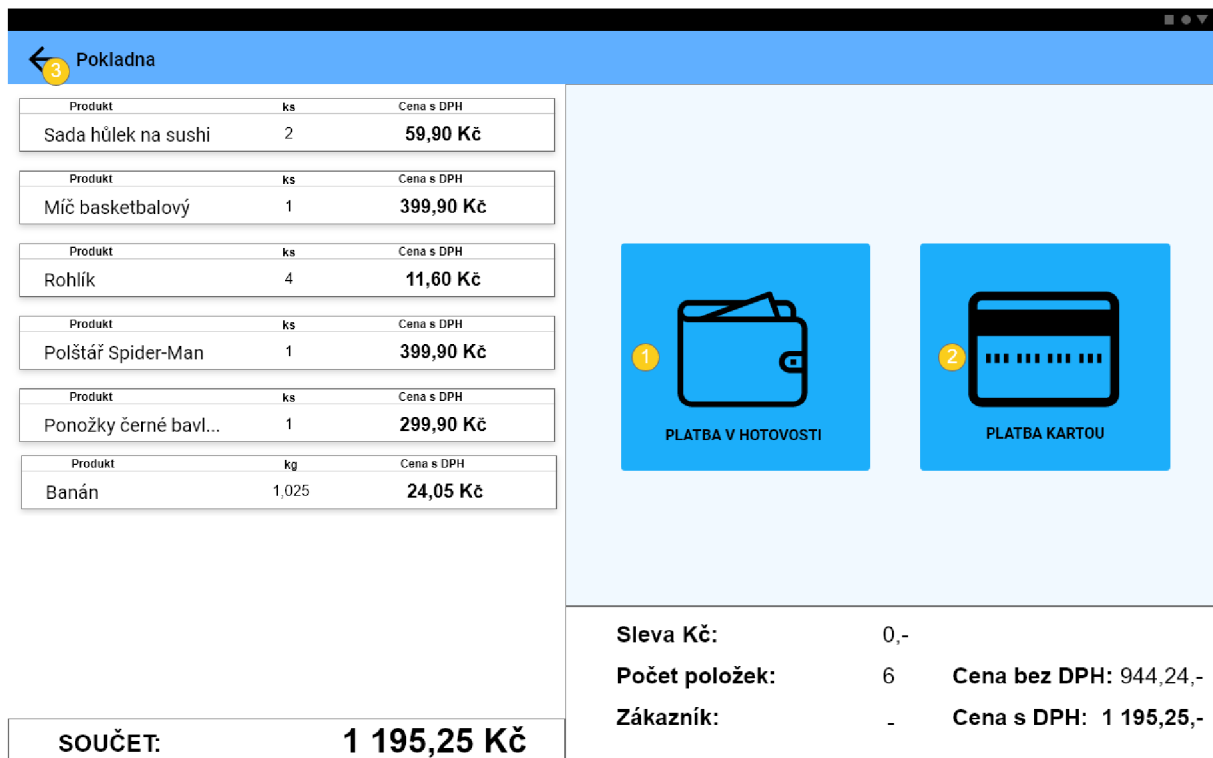 3 Pokladna
Produkt ks Cena s DPH
Sada hůlek na sushi 2 59,90 Kč
Produkt ks Cena s DPH
Míč basketbalový 1 399,90 Kč
Produkt ks Cena s DPH
Rohlík 4 11,60 Kč
Produkt ks Cena s DPH
Polštář Spider-Man 1 399,90 Kč
Produkt ks Cena s DPH
Ponožky černé bavl... 1 299,90 Kč
Produkt kg Cena s DPH
Banán 1,025 24,05 Kč
SOUČET: 1 195,25 Kč
1
PLATBA V HOTOVOSTI
2
PLATBA KARTOU
Sleva Kč: 0,-
Počet položek: 6 Cena bez DPH: 944,24,-
Zákazník: - Cena s DPH: 1 195,25,-